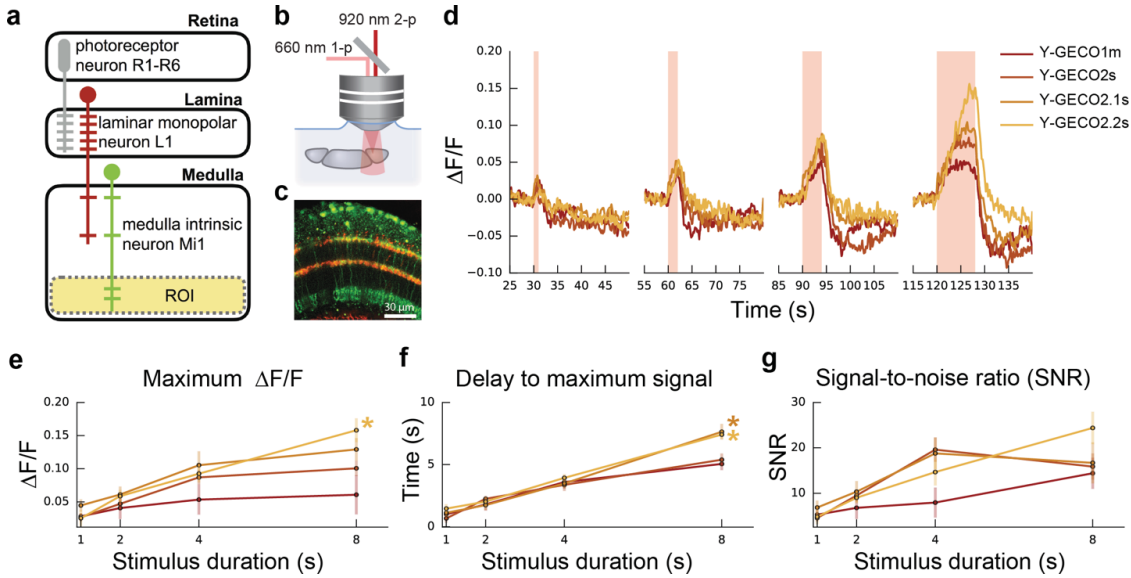 a
Retina
photoreceptor
neuron R1-R6
Lamina
laminar monopolar
neuron L1
Medulla
medulla intrinsic
neuron Mi1
ROI
b
920 nm 2-p
660 nm 1-p
c
30 µm
d
ΔF/F
0.20
0.15
0.10
0.05
0.00
−0.05
−0.10
25 30 35 40 45 50
55 60 65 70 75 80
85 90 95 100 105
115 120 125 130 135
Time (s)
Y-GECO1m
Y-GECO2s
Y-GECO2.1s
Y-GECO2.2s
e
Maximum ΔF/F
ΔF/F
0.20
0.15
0.10
0.05
1 2 4 8
Stimulus duration (s)
*
f
Delay to maximum signal
Time (s)
10
5
0
1 2 4 8
Stimulus duration (s)
*
*
g
Signal-to-noise ratio (SNR)
SNR
30
20
10
1 2 4 8
Stimulus duration (s)